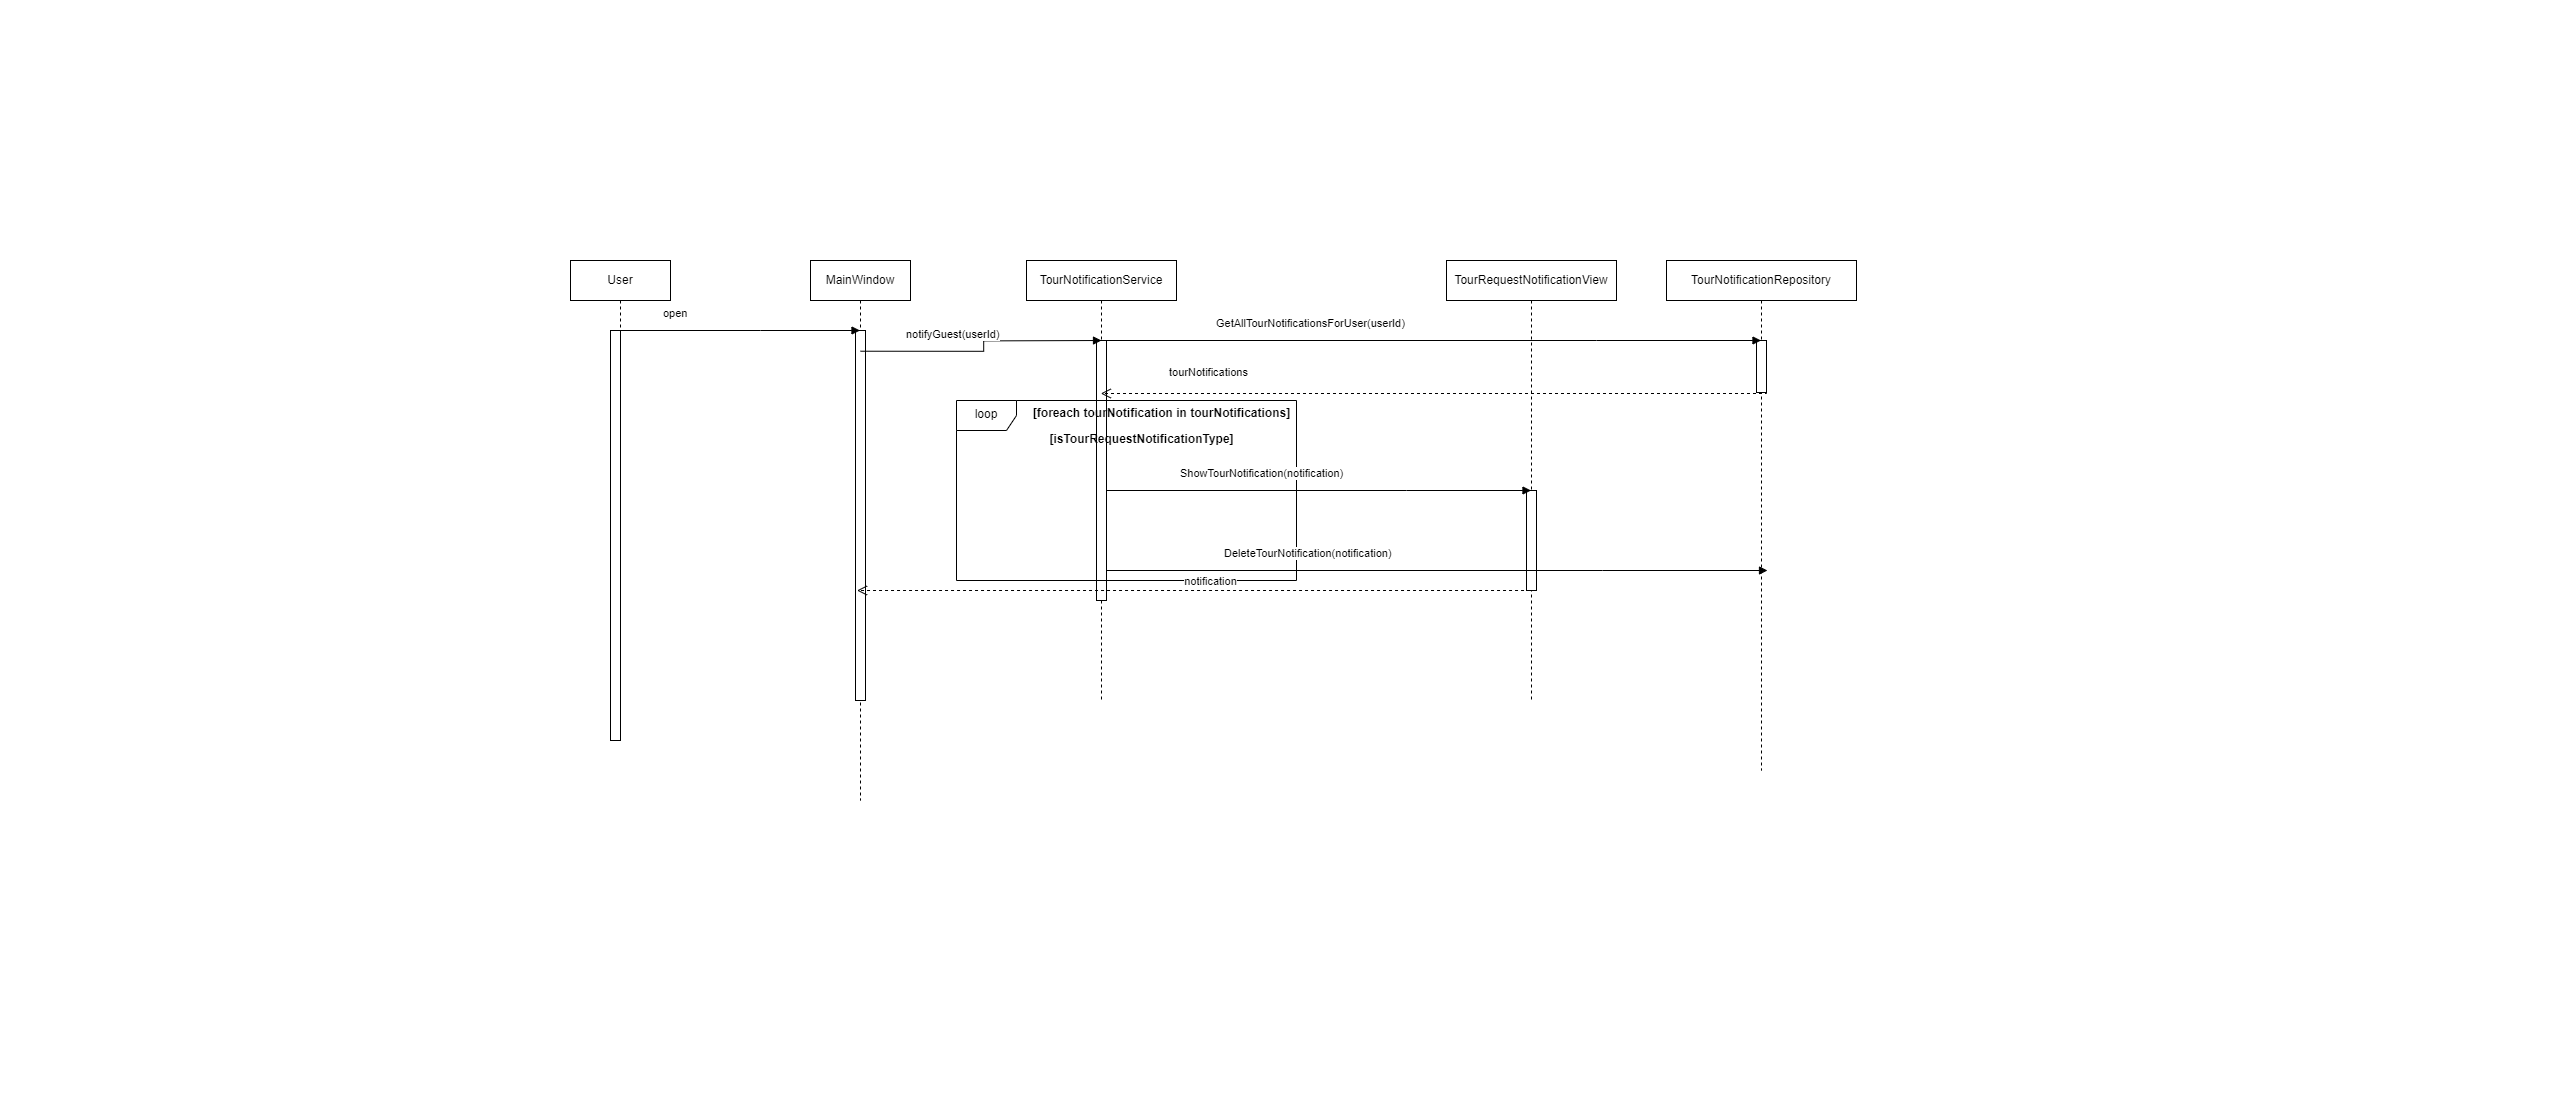 User
MainWindow
TourNotificationService
TourRequestNotificationView
TourNotificationRepository
open
notifyGuest(userId)
GetAllTourNotificationsForUser(userId)
tourNotifications
loop
[foreach tourNotification in tourNotifications]
[isTourRequestNotificationType]
ShowTourNotification(notification)
DeleteTourNotification(notification)
notification